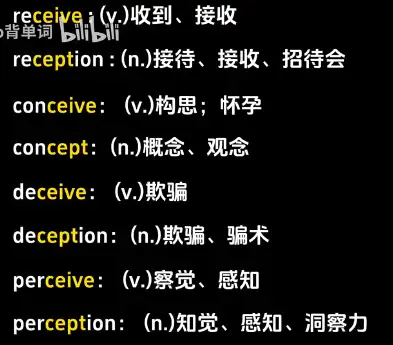 receive : (v.)收到、接收
背单词 bilibili
reception : (n.)接待、接收、招待会
conceive： (v.)构思；怀孕
concept： (n.)概念、观念
deceive： (v.)欺骗
deception：(n.)欺骗、骗术
perceive： (v.)察觉、感知
perception： (n.)知觉、感知、洞察力